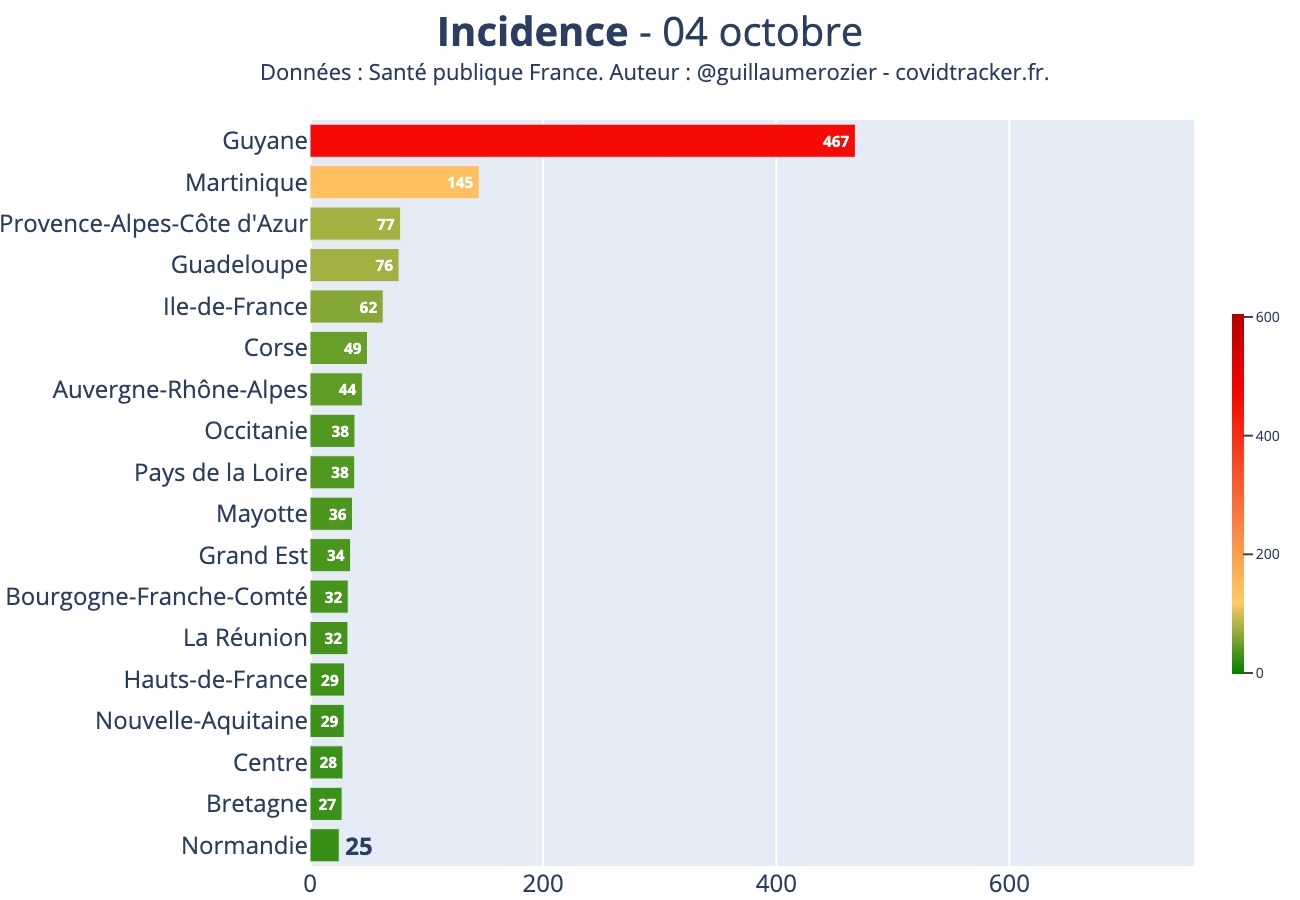 Incidence - 04 octobre
Données : Santé publique France. Auteur : @guillaumerozier - covidtracker.fr.
Guyane 467
Martinique 145
Provence-Alpes-Côte d'Azur 77
Guadeloupe 76
Ile-de-France 62
Corse 49
Auvergne-Rhône-Alpes 44
Occitanie 38
Pays de la Loire 38
Mayotte 36
Grand Est 34
Bourgogne-Franche-Comté 32
La Réunion 32
Hauts-de-France 29
Nouvelle-Aquitaine 29
Centre 28
Bretagne 27
Normandie 25
0 200 400 600
600
400
200
0